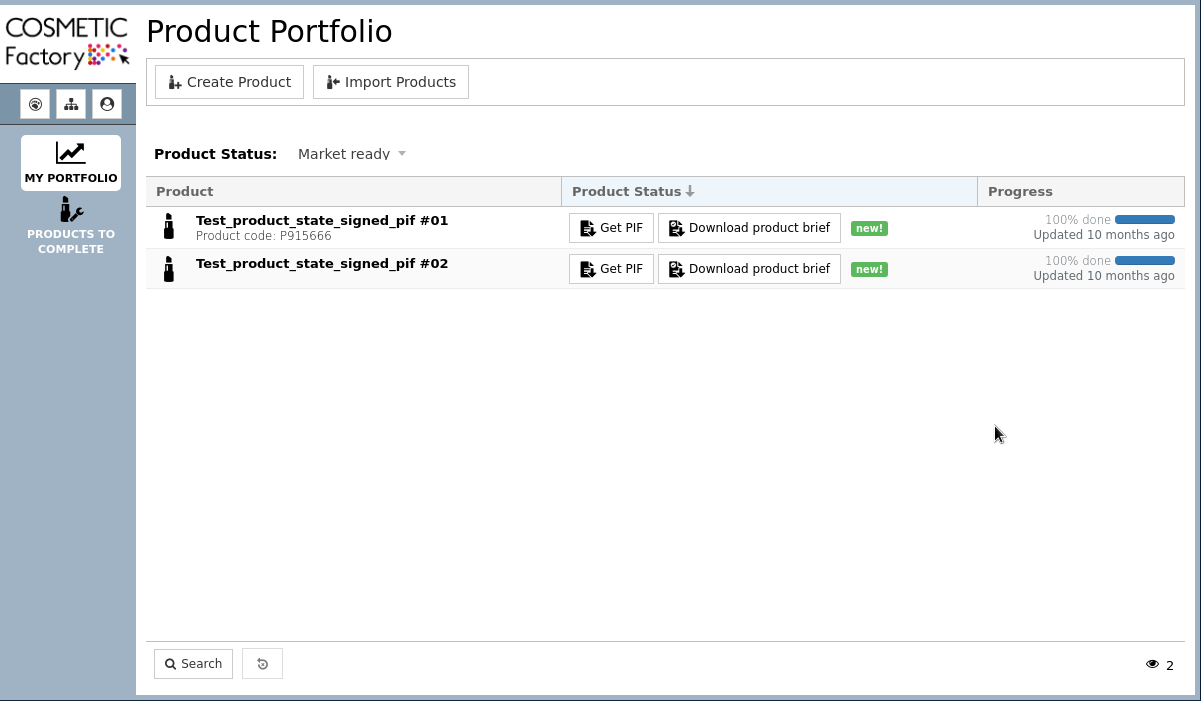 COSMETIC
Factory
Product Portfolio
Create Product
Import Products
MY PORTFOLIO
PRODUCTS TO
COMPLETE
Product Status: Market ready
Product
Product Status
Progress
Test_product_state_signed_pif #01
Product code: P915666
Get PIF
Download product brief
new!
100% done
Updated 10 months ago
Test_product_state_signed_pif #02
Get PIF
Download product brief
new!
100% done
Updated 10 months ago
Search
2